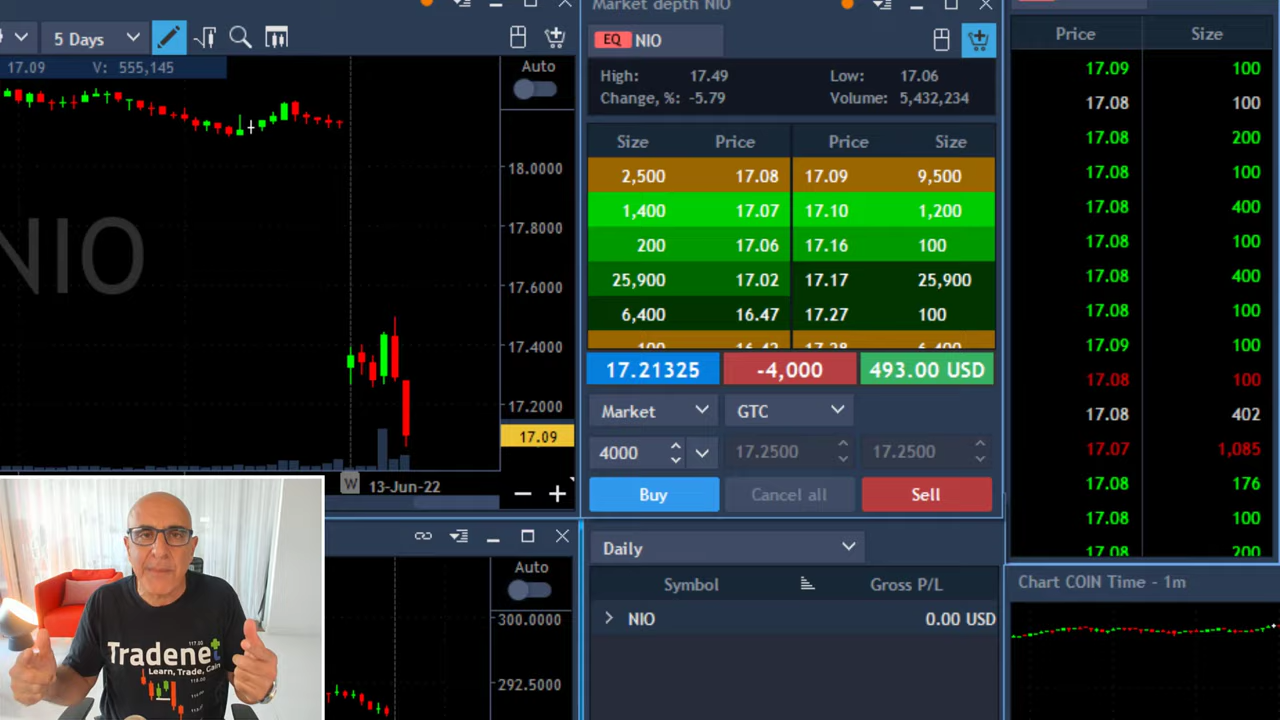 5 Days
17.09 V: 555,145
Auto
18.0000
17.8000
17.6000
17.4000
17.2000
17.09
NIO
W 13-Jun-22
Market depth NIO
EQ NIO
High: 17.49 Low: 17.06
Change, %: -5.79 Volume: 5,432,234
Size Price Price Size
2,500 17.08 17.09 9,500
1,400 17.07 17.10 1,200
200 17.06 17.16 100
25,900 17.02 17.17 25,900
6,400 16.47 17.27 100
17.21325 -4,000 493.00 USD
Market GTC
4000 17.2500 17.2500
Buy Cancel all Sell
Daily
Symbol Gross P/L
NIO 0.00 USD
Price Size
17.09 100
17.08 100
17.08 200
17.08 100
17.08 400
17.08 100
17.08 400
17.08 100
17.09 100
17.08 100
17.08 402
17.07 1,085
17.08 176
17.08 100
17.08 200
Chart COIN Time - 1m
Auto
300.0000
292.5000
Tradenet
Learn, Trade, Gain